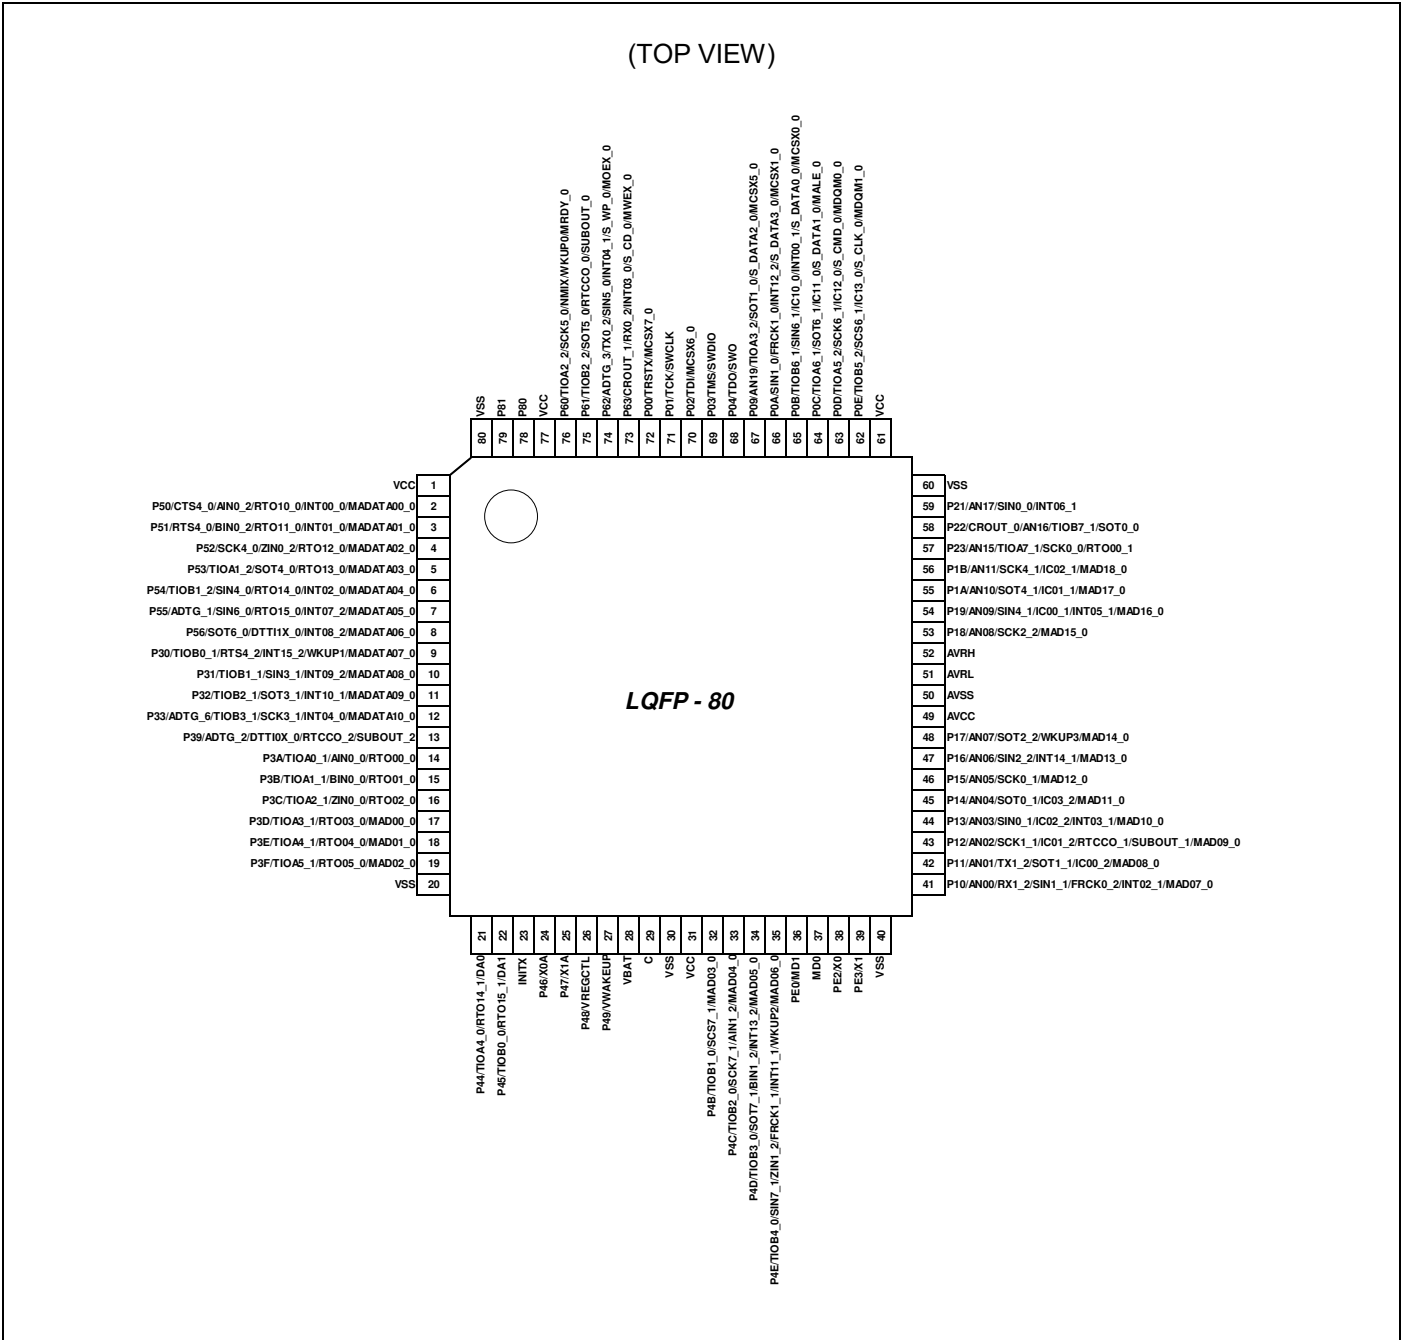 (TOP VIEW)
VSS
P81
P80
VCC
P60/TIOA2_2/SCK5_0/NMIX/WKUP0/MRDY_0
P61/TIOB2_2/SOT5_0/RTCCO_0/SUBOUT_0
P62/ADTG_3/TX0_2/SIN5_0/INT04_1/S_WP_0/MOEX_0
P63/CROUT_1/RX0_2/INT03_0/S_CD_0/MWEX_0
P00/TRSTX/MCSX7_0
P01/TCK/SWCLK
P02/TDI/MCSX6_0
P03/TMS/SWDIO
P04/TDO/SWO
P09/AN19/TIOA3_2/SOT1_0/S_DATA2_0/MCSX5_0
P0A/SIN1_0/FRCK1_0/INT12_2/S_DATA3_0/MCSX1_0
P0B/TIOB6_1/SIN6_1/IC10_0/INT00_1/S_DATA0_0/MCSX0_0
P0C/TIOA6_1/SOT6_1/IC11_0/S_DATA1_0/MALE_0
P0D/TIOA5_2/SCK6_1/IC12_0/S_CMD_0/MDQM0_0
P0E/TIOB5_2/SCS6_1/IC13_0/S_CLK_0/MDQM1_0
VCC
80 79 78 77 76 75 74 73 72 71 70 69 68 67 66 65 64 63 62 61
VCC 1
P50/CTS4_0/AIN0_2/RTO10_0/INT00_0/MADATA00_0 2
P51/RTS4_0/BIN0_2/RTO11_0/INT01_0/MADATA01_0 3
P52/SCK4_0/ZIN0_2/RTO12_0/MADATA02_0 4
P53/TIOA1_2/SOT4_0/RTO13_0/MADATA03_0 5
P54/TIOB1_2/SIN4_0/RTO14_0/INT02_0/MADATA04_0 6
P55/ADTG_1/SIN6_0/RTO15_0/INT07_2/MADATA05_0 7
P56/SOT6_0/DTTI1X_0/INT08_2/MADATA06_0 8
P30/TIOB0_1/RTS4_2/INT15_2/WKUP1/MADATA07_0 9
P31/TIOB1_1/SIN3_1/INT09_2/MADATA08_0 10
P32/TIOB2_1/SOT3_1/INT10_1/MADATA09_0 11
P33/ADTG_6/TIOB3_1/SCK3_1/INT04_0/MADATA10_0 12
P39/ADTG_2/DTTI0X_0/RTCCO_2/SUBOUT_2 13
P3A/TIOA0_1/AIN0_0/RTO00_0 14
P3B/TIOA1_1/BIN0_0/RTO01_0 15
P3C/TIOA2_1/ZIN0_0/RTO02_0 16
P3D/TIOA3_1/RTO03_0/MAD00_0 17
P3E/TIOA4_1/RTO04_0/MAD01_0 18
P3F/TIOA5_1/RTO05_0/MAD02_0 19
VSS 20
LQFP - 80
60 VSS
59 P21/AN17/SIN0_0/INT06_1
58 P22/CROUT_0/AN16/TIOB7_1/SOT0_0
57 P23/AN15/TIOA7_1/SCK0_0/RTO00_1
56 P1B/AN11/SCK4_1/IC02_1/MAD18_0
55 P1A/AN10/SOT4_1/IC01_1/MAD17_0
54 P19/AN09/SIN4_1/IC00_1/INT05_1/MAD16_0
53 P18/AN08/SCK2_2/MAD15_0
52 AVRH
51 AVRL
50 AVSS
49 AVCC
48 P17/AN07/SOT2_2/WKUP3/MAD14_0
47 P16/AN06/SIN2_2/INT14_1/MAD13_0
46 P15/AN05/SCK0_1/MAD12_0
45 P14/AN04/SOT0_1/IC03_2/MAD11_0
44 P13/AN03/SIN0_1/IC02_2/INT03_1/MAD10_0
43 P12/AN02/SCK1_1/IC01_2/RTCCO_1/SUBOUT_1/MAD09_0
42 P11/AN01/TX1_2/SOT1_1/IC00_2/MAD08_0
41 P10/AN00/RX1_2/SIN1_1/FRCK0_2/INT02_1/MAD07_0
21 22 23 24 25 26 27 28 29 30 31 32 33 34 35 36 37 38 39 40
P44/TIOA4_0/RTO14_1/DA0
P45/TIOB0_0/RTO15_1/DA1
INITX
P46/X0A
P47/X1A
P48/VREGCTL
P49/VWAKEUP
VBAT
C
VSS
VCC
P4B/TIOB1_0/SCS7_1/MAD03_0
P4C/TIOB2_0/SCK7_1/AIN1_2/MAD04_0
P4D/TIOB3_0/SOT7_1/BIN1_2/INT13_2/MAD05_0
P4E/TIOB4_0/SIN7_1/ZIN1_2/FRCK1_1/INT11_1/WKUP2/MAD06_0
PE0/MD1
MD0
PE2/X0
PE3/X1
VSS